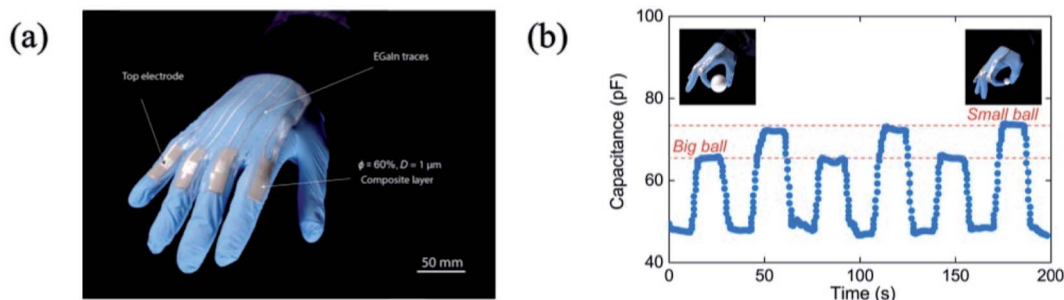 (a)
Top electrode
EGaIn traces
ϕ = 60%, D = 1 μm
Composite layer
50 mm
(b)
100
80
60
40
Capacitance (pF)
Small ball
Big ball
0
50
100
150
200
Time (s)